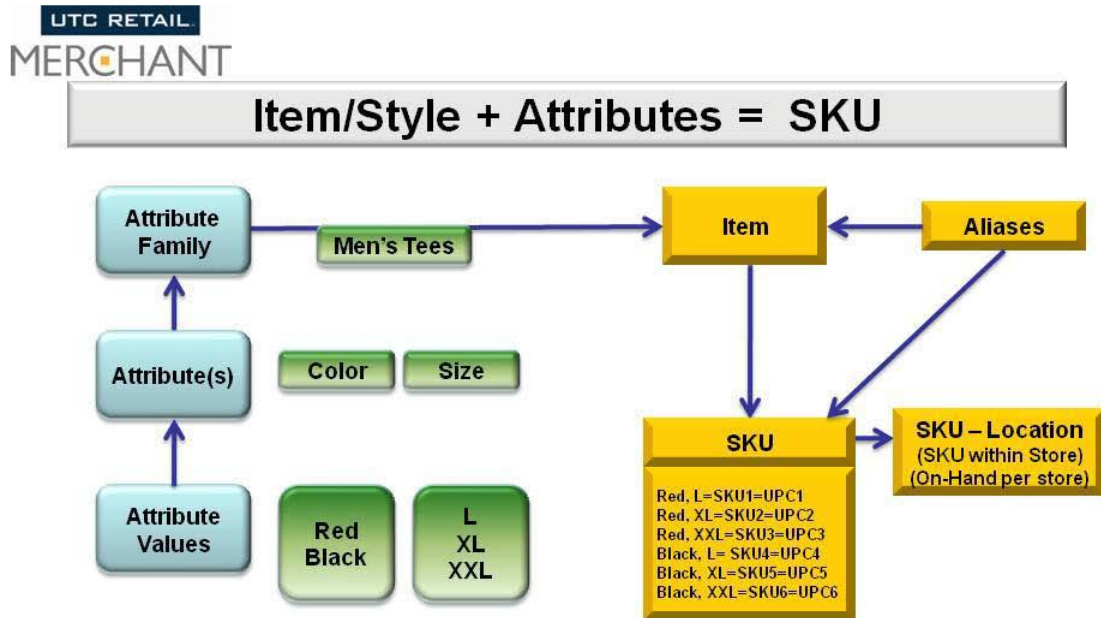 UTC RETAIL
MERCHANT
Item/Style + Attributes = SKU
Attribute
Family
Men's Tees
Item
Aliases
Attribute(s)
Color
Size
SKU
SKU – Location
(SKU within Store)
(On-Hand per store)
Attribute
Values
Red
Black
L
XL
XXL
Red, L=SKU1=UPC1
Red, XL=SKU2=UPC2
Red, XXL=SKU3=UPC3
Black, L= SKU4=UPC4
Black, XL=SKU5=UPC5
Black, XXL=SKU6=UPC6